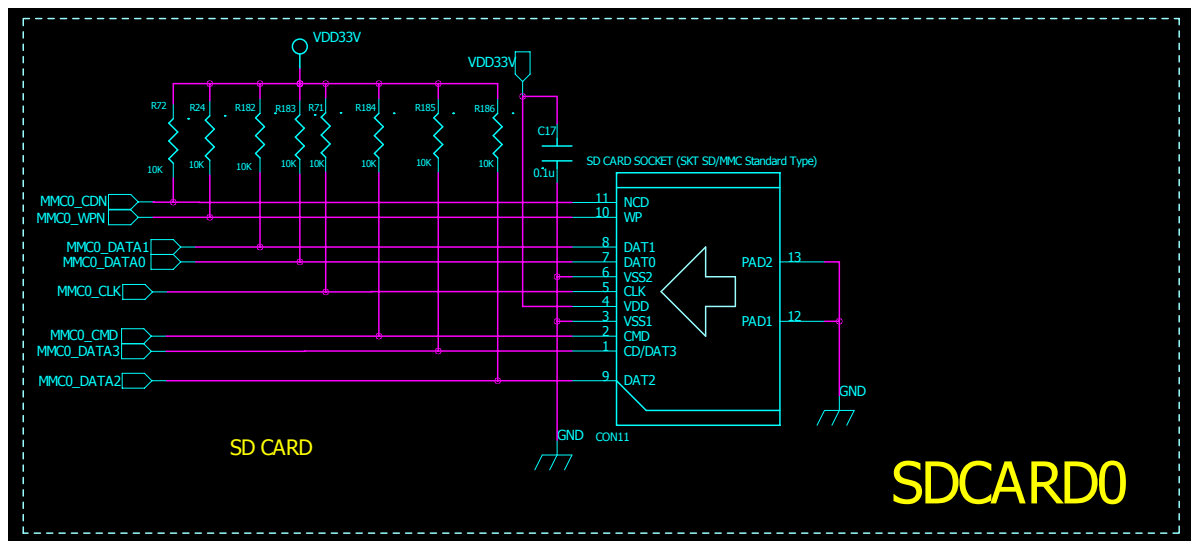 VDD33V
VDD33V
R72 R24 R182 R183 R71 R184 R185 R186
10K 10K 10K 10K 10K 10K 10K 10K
C17
0.1u
SD CARD SOCKET (SKT SD/MMC Standard Type)
MMC0_CDN 11 NCD
MMC0_WPN 10 WP
MMC0_DATA1 8 DAT1
MMC0_DATA0 7 DAT0 PAD2 13
6 VSS2
MMC0_CLK 5 CLK
4 VDD
3 VSS1 PAD1 12
MMC0_CMD 2 CMD
MMC0_DATA3 1 CD/DAT3
MMC0_DATA2 9 DAT2
GND
GND CON11
SD CARD
SDCARD0